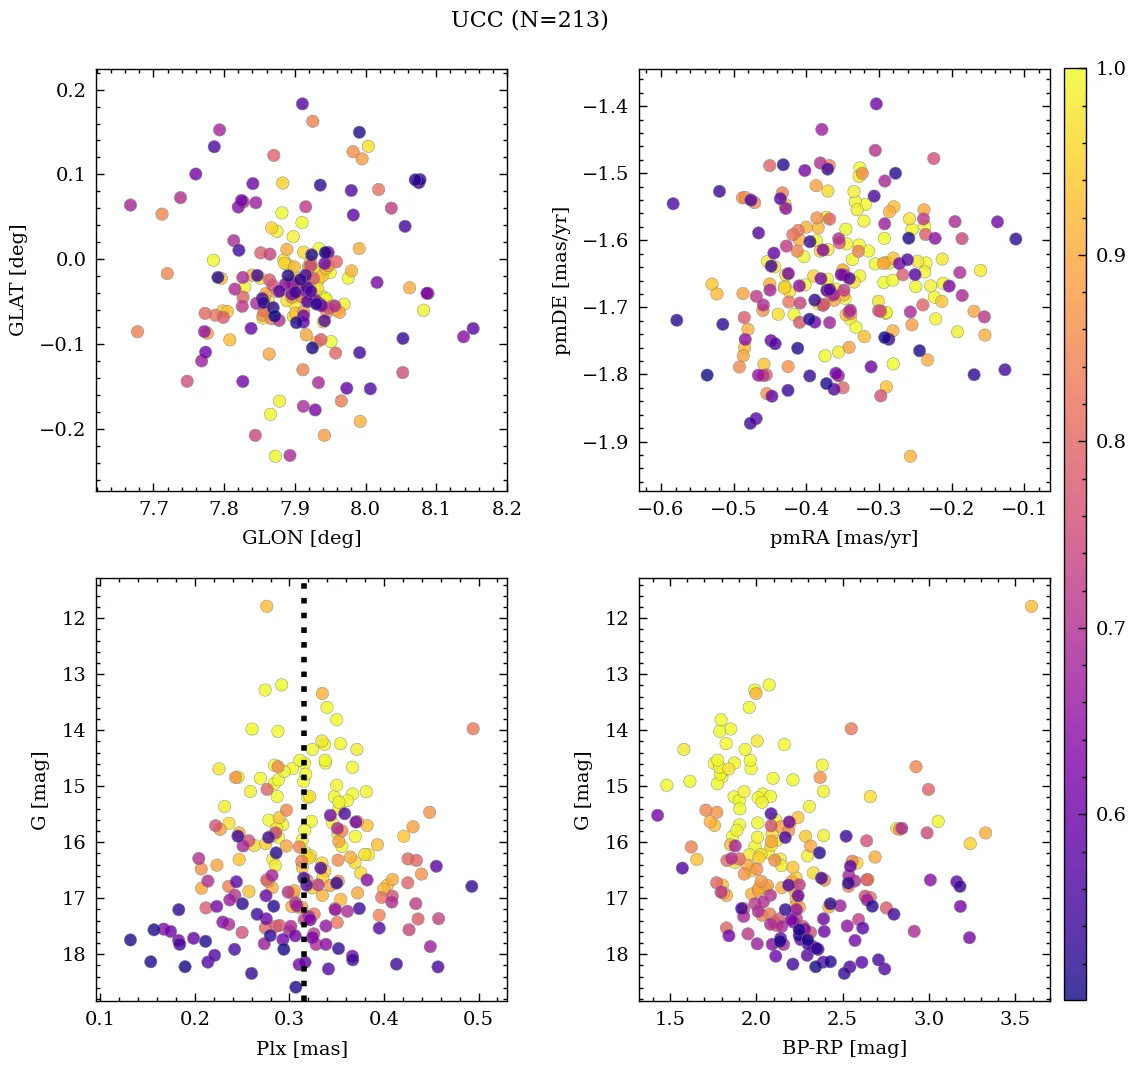 UCC (N=213)
0.2
0.1
0.0
−0.1
−0.2
GLAT [deg]
7.7 7.8 7.9 8.0 8.1 8.2
GLON [deg]
−1.4
−1.5
−1.6
−1.7
−1.8
−1.9
pmDE [mas/yr]
−0.6 −0.5 −0.4 −0.3 −0.2 −0.1
pmRA [mas/yr]
1.0
0.9
0.8
0.7
0.6
12
13
14
15
16
17
18
G [mag]
0.1 0.2 0.3 0.4 0.5
Plx [mas]
12
13
14
15
16
17
18
G [mag]
1.5 2.0 2.5 3.0 3.5
BP-RP [mag]